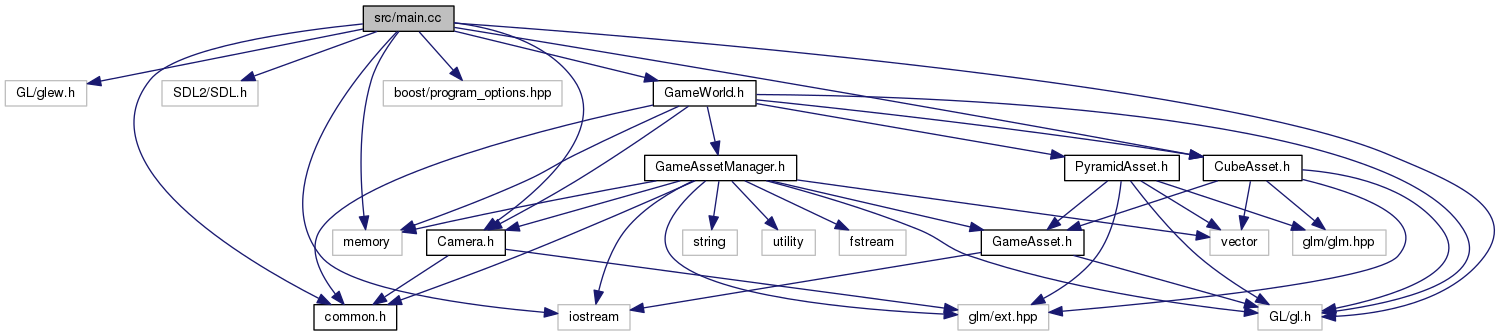 src/main.cc
GL/glew.h
SDL2/SDL.h
boost/program_options.hpp
GameWorld.h
GameAssetManager.h
PyramidAsset.h
CubeAsset.h
memory
Camera.h
string
utility
fstream
GameAsset.h
vector
glm/glm.hpp
common.h
iostream
glm/ext.hpp
GL/gl.h